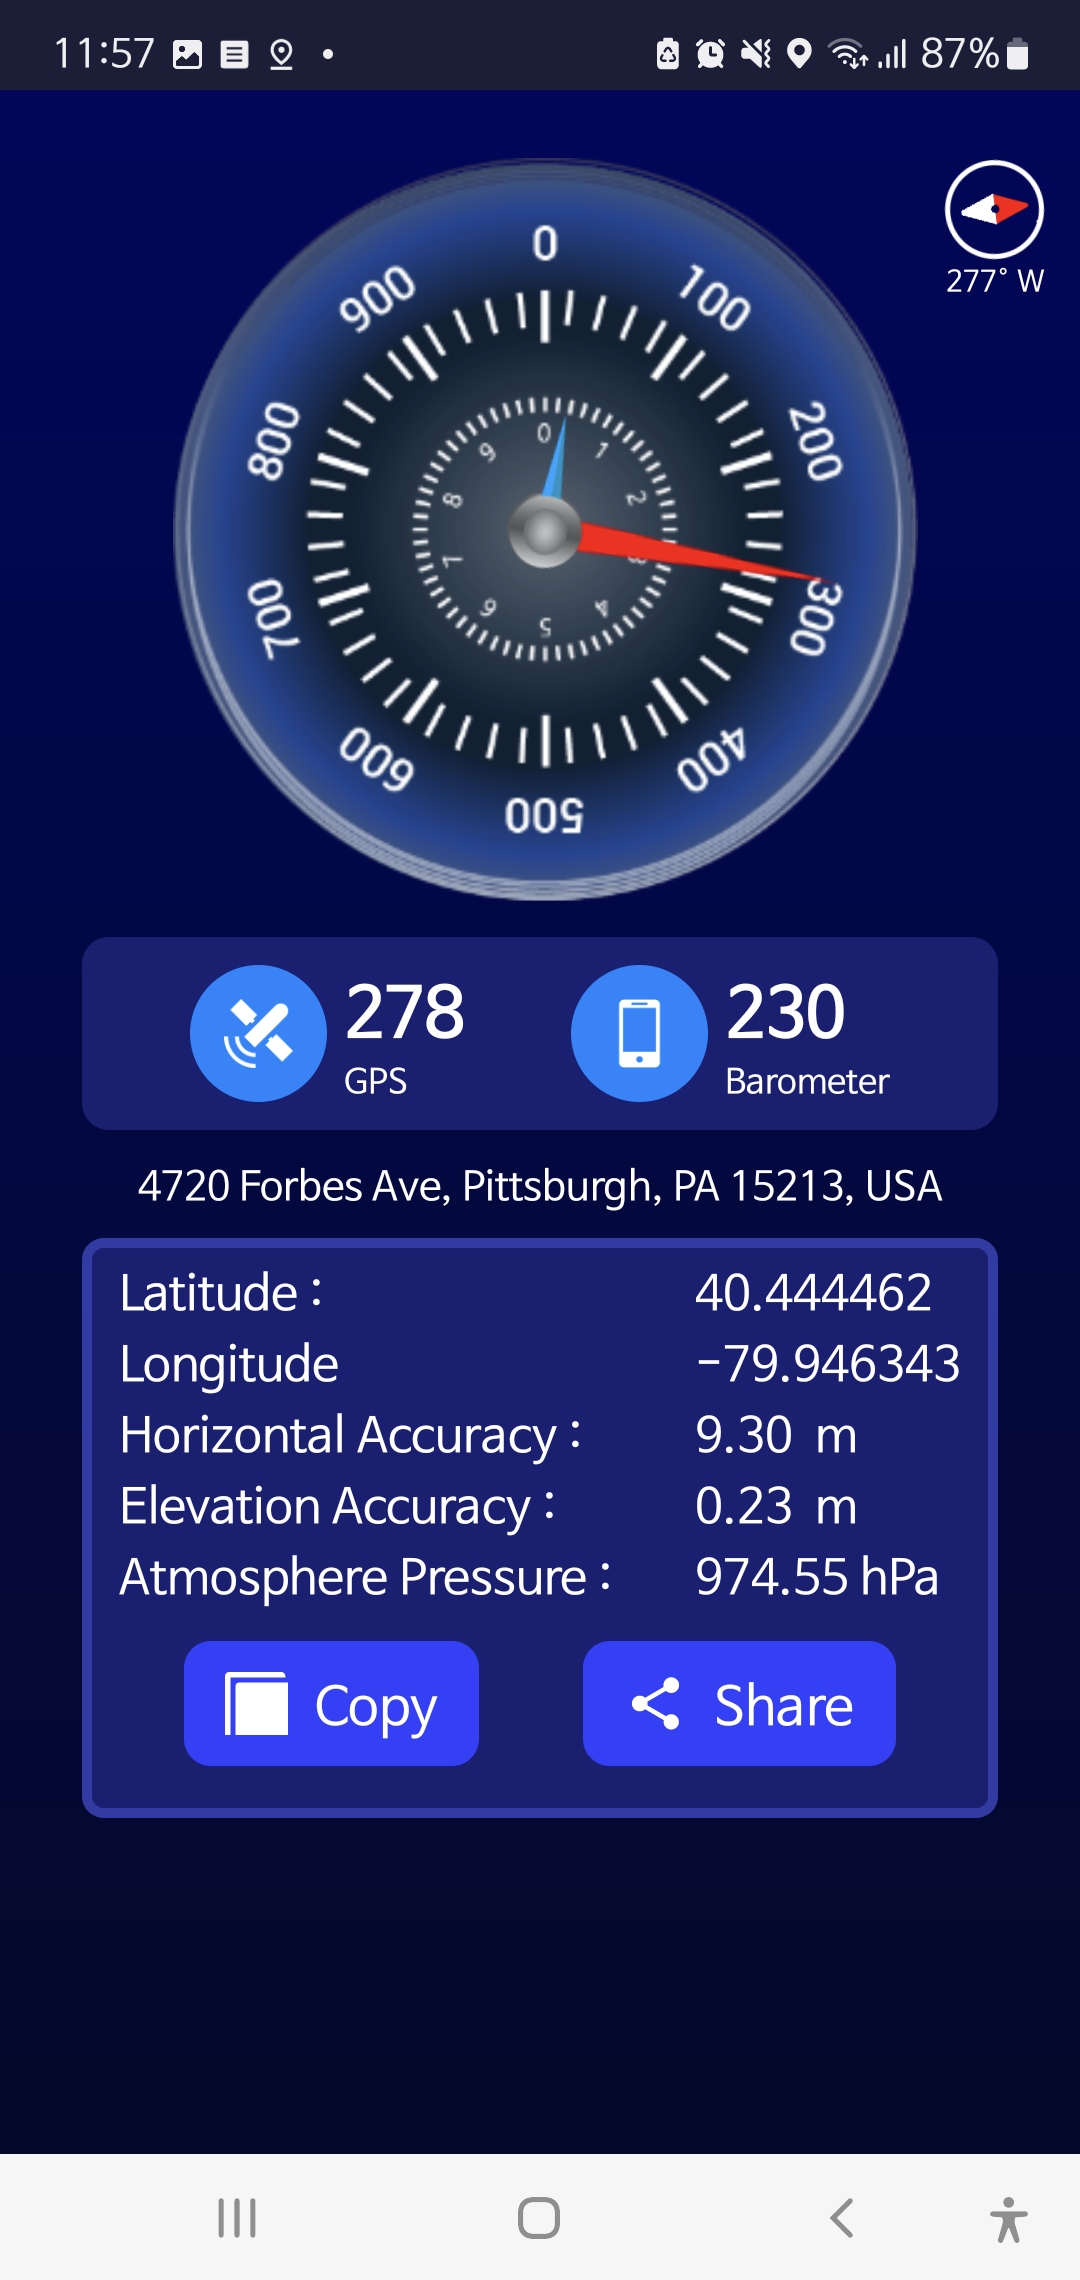 11:57
87%
277° W
0
100
200
300
400
500
600
700
800
900
0
1
2
3
4
5
6
7
8
9
278
GPS
230
Barometer
4720 Forbes Ave, Pittsburgh, PA 15213, USA
Latitude : 40.444462
Longitude -79.946343
Horizontal Accuracy : 9.30 m
Elevation Accuracy : 0.23 m
Atmosphere Pressure : 974.55 hPa
Copy
Share